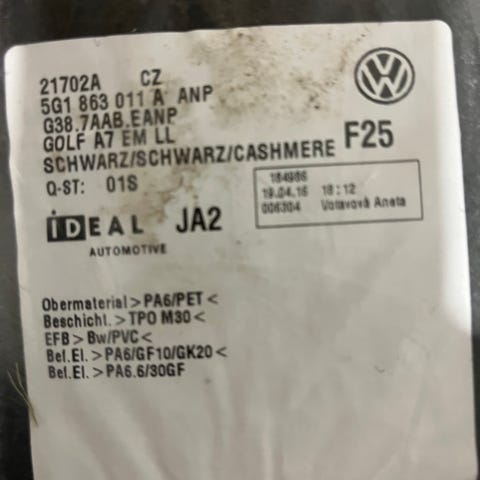 21702A CZ
5G1 863 011 A ANP
G38.7AAB.EANP
GOLF A7 EM LL
SCHWARZ/SCHWARZ/CASHMERE F25
Q-ST: 01S
184986
19.04.16 18:12
006304 Votavová Aneta
IDEAL JA2
AUTOMOTIVE
Obermaterial > PA6/PET <
Beschicht. > TPO M30 <
EFB > Bw/PVC <
Bef.El. > PA6/GF10/GK20 <
Bef.El. > PA6.6/30GF